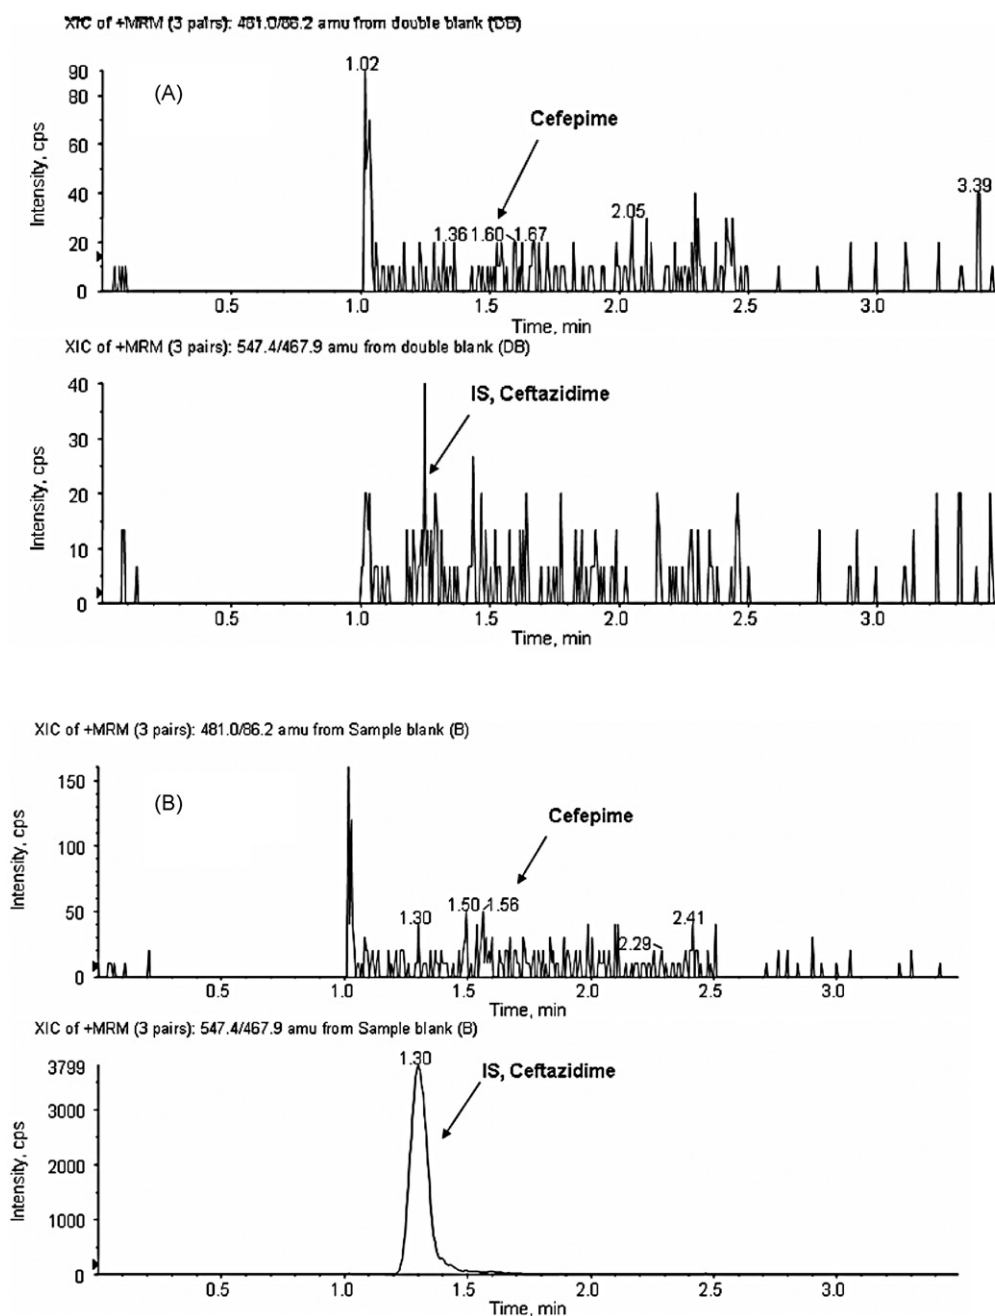 XIC of +MRM (3 pairs): 481.0/86.2 amu from double blank (DB)
(A)
1.02
Cefepime
1.36 1.60 1.67
2.05
3.39
90
80
60
40
20
0
Intensity, cps
0.5 1.0 1.5 2.0 2.5 3.0
Time, min
XIC of +MRM (3 pairs): 547.4/467.9 amu from double blank (DB)
IS, Ceftazidime
40
30
20
10
0
Intensity, cps
0.5 1.0 1.5 2.0 2.5 3.0
Time, min
XIC of +MRM (3 pairs): 481.0/86.2 amu from Sample blank (B)
(B)
Cefepime
1.30
1.50 1.56
2.29
2.41
150
100
50
0
Intensity, cps
0.5 1.0 1.5 2.0 2.5 3.0
Time, min
XIC of +MRM (3 pairs): 547.4/467.9 amu from Sample blank (B)
1.30
IS, Ceftazidime
3799
3000
2000
1000
0
Intensity, cps
0.5 1.0 1.5 2.0 2.5 3.0
Time, min